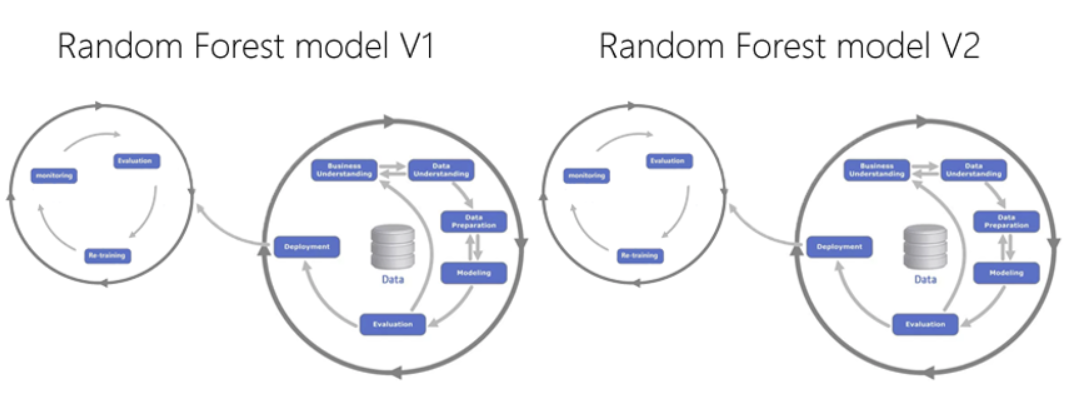 Random Forest model V1
Evaluation
monitoring
Re-training
Business
Understanding
Data
Understanding
Data
Preparation
Modeling
Evaluation
Deployment
Data
Random Forest model V2
Evaluation
monitoring
Re-training
Business
Understanding
Data
Understanding
Data
Preparation
Modeling
Evaluation
Deployment
Data